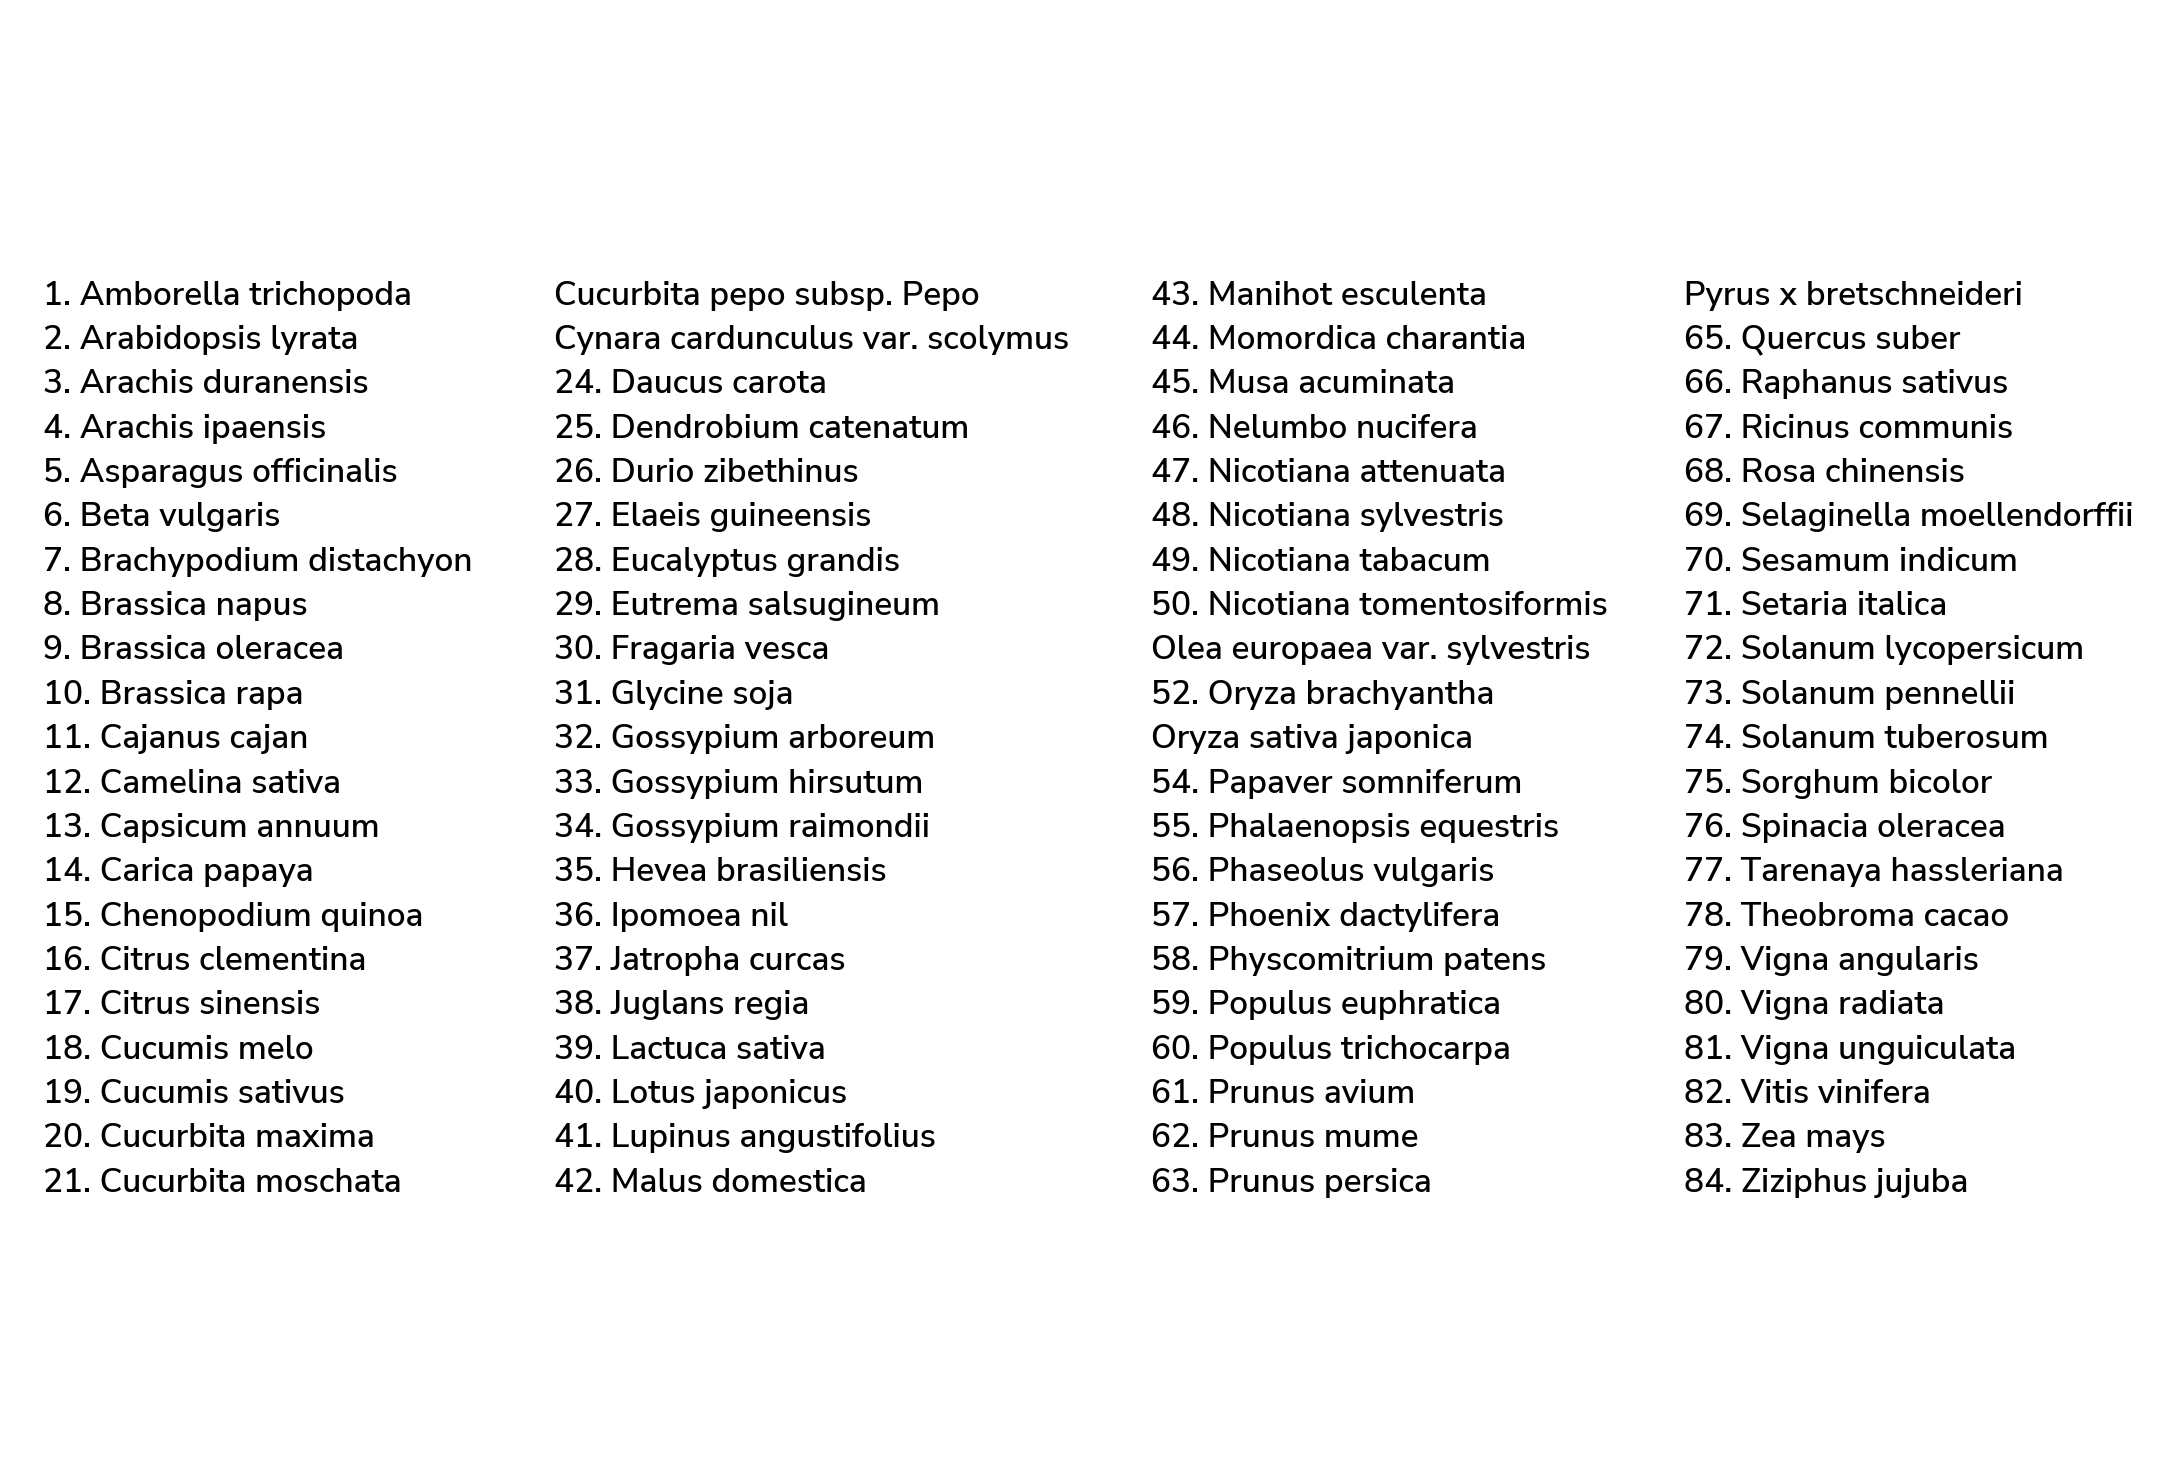 1. Amborella trichopoda
2. Arabidopsis lyrata
3. Arachis duranensis
4. Arachis ipaensis
5. Asparagus officinalis
6. Beta vulgaris
7. Brachypodium distachyon
8. Brassica napus
9. Brassica oleracea
10. Brassica rapa
11. Cajanus cajan
12. Camelina sativa
13. Capsicum annuum
14. Carica papaya
15. Chenopodium quinoa
16. Citrus clementina
17. Citrus sinensis
18. Cucumis melo
19. Cucumis sativus
20. Cucurbita maxima
21. Cucurbita moschata
Cucurbita pepo subsp. Pepo
Cynara cardunculus var. scolymus
24. Daucus carota
25. Dendrobium catenatum
26. Durio zibethinus
27. Elaeis guineensis
28. Eucalyptus grandis
29. Eutrema salsugineum
30. Fragaria vesca
31. Glycine soja
32. Gossypium arboreum
33. Gossypium hirsutum
34. Gossypium raimondii
35. Hevea brasiliensis
36. Ipomoea nil
37. Jatropha curcas
38. Juglans regia
39. Lactuca sativa
40. Lotus japonicus
41. Lupinus angustifolius
42. Malus domestica
43. Manihot esculenta
44. Momordica charantia
45. Musa acuminata
46. Nelumbo nucifera
47. Nicotiana attenuata
48. Nicotiana sylvestris
49. Nicotiana tabacum
50. Nicotiana tomentosiformis
Olea europaea var. sylvestris
52. Oryza brachyantha
Oryza sativa japonica
54. Papaver somniferum
55. Phalaenopsis equestris
56. Phaseolus vulgaris
57. Phoenix dactylifera
58. Physcomitrium patens
59. Populus euphratica
60. Populus trichocarpa
61. Prunus avium
62. Prunus mume
63. Prunus persica
Pyrus x bretschneideri
65. Quercus suber
66. Raphanus sativus
67. Ricinus communis
68. Rosa chinensis
69. Selaginella moellendorffii
70. Sesamum indicum
71. Setaria italica
72. Solanum lycopersicum
73. Solanum pennellii
74. Solanum tuberosum
75. Sorghum bicolor
76. Spinacia oleracea
77. Tarenaya hassleriana
78. Theobroma cacao
79. Vigna angularis
80. Vigna radiata
81. Vigna unguiculata
82. Vitis vinifera
83. Zea mays
84. Ziziphus jujuba